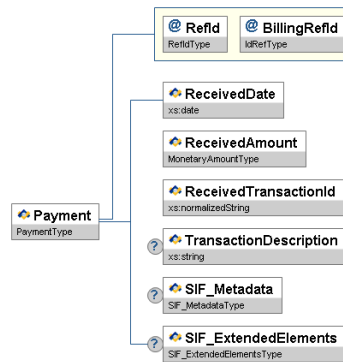 @ RefId
RefIdType
@ BillingRefId
IdRefType
ReceivedDate
xs:date
ReceivedAmount
MonetaryAmountType
ReceivedTransactionId
xs:normalizedString
Payment
PaymentType
? TransactionDescription
xs:string
? SIF_Metadata
SIF_MetadataType
? SIF_ExtendedElements
SIF_ExtendedElementsType